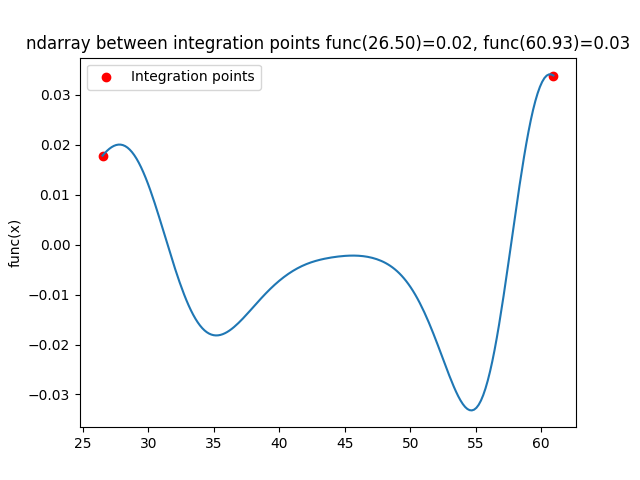 ndarray between integration points func(26.50)=0.02, func(60.93)=0.03
Integration points
func(x)
0.03
0.02
0.01
0.00
−0.01
−0.02
−0.03
25 30 35 40 45 50 55 60